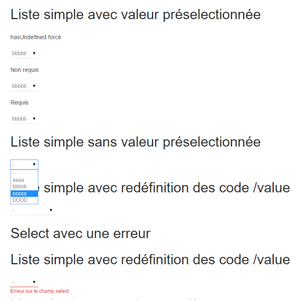 Liste simple avec valeur préselectionnée
hasUndefined forcé
bbbbb
Non requis
bbbbb
Requis
bbbbb
Liste simple sans valeur préselectionnée
-
-
aaaa
bbbbb
ccccc
DDDD
simple avec redéfinition des code /value
-
Select avec une erreur
Liste simple avec redéfinition des code /value
-
Erreur sur le champ select